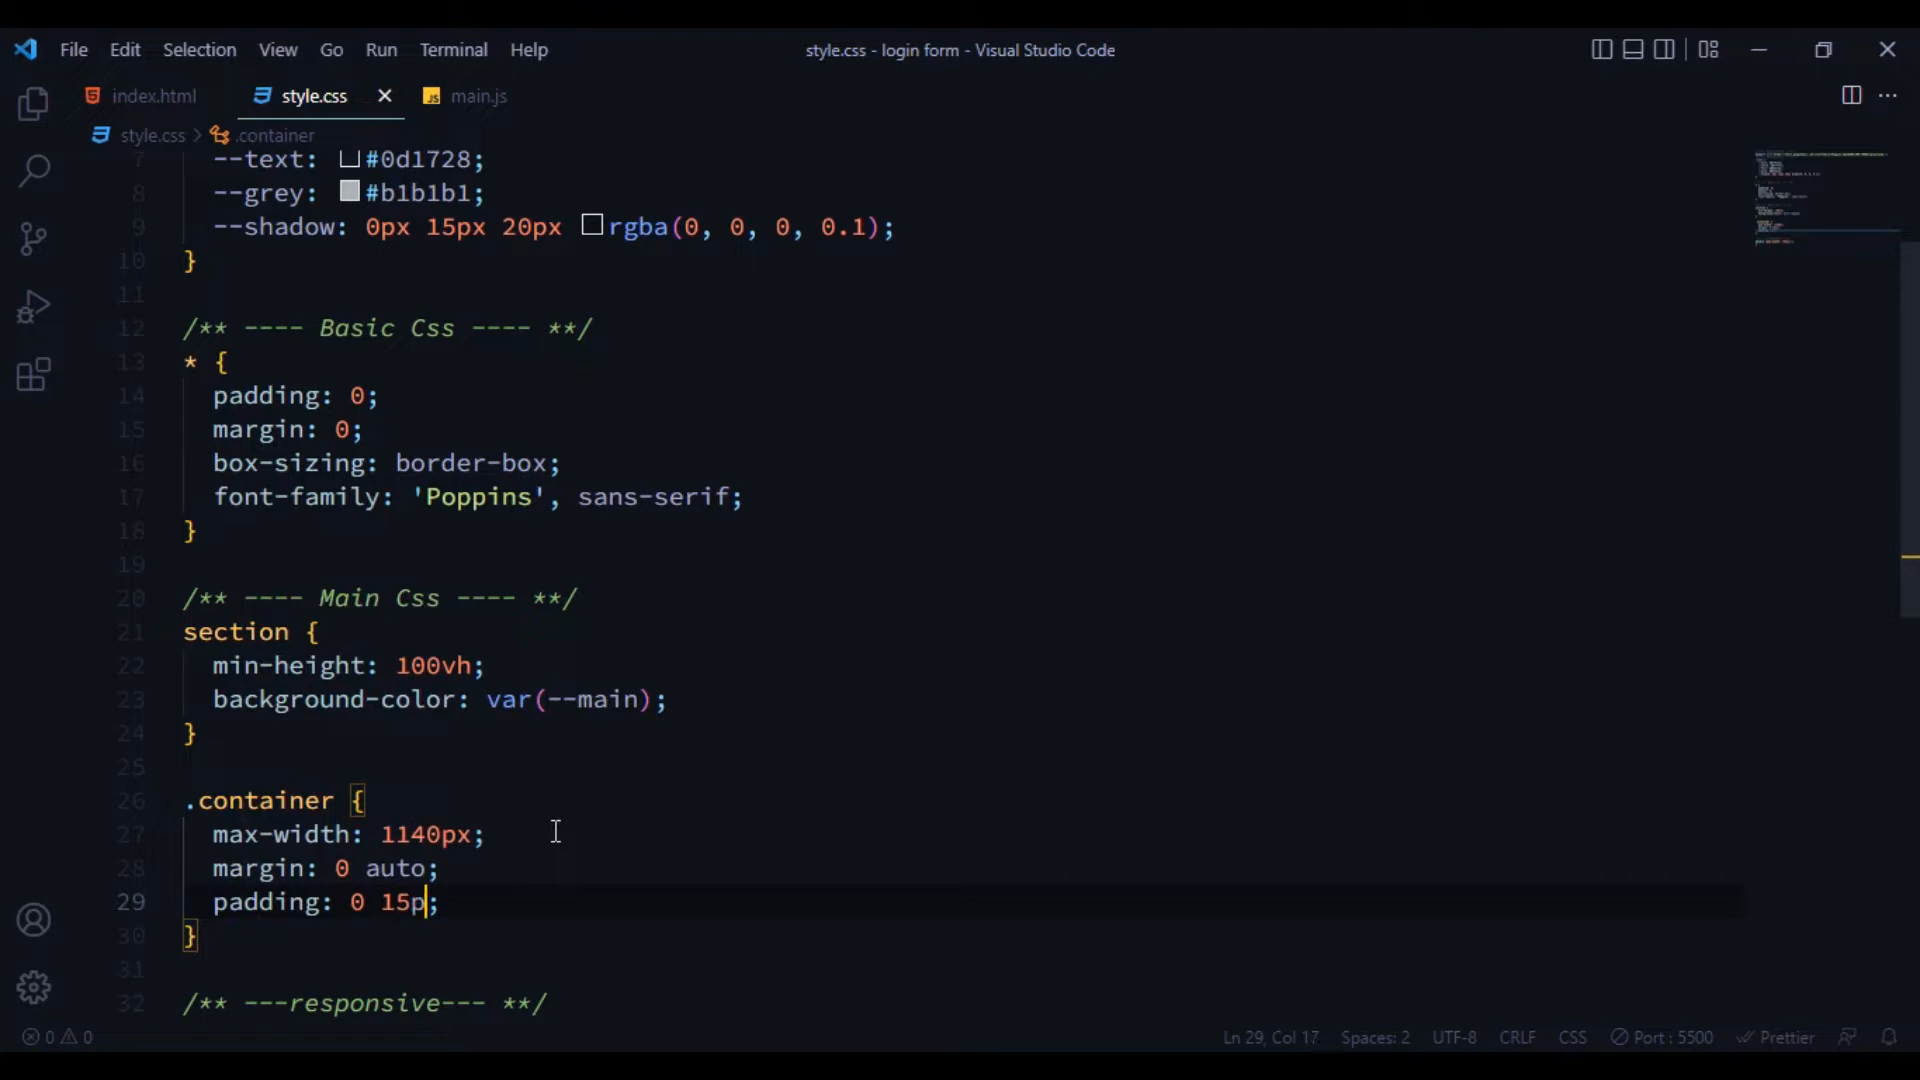 File Edit Selection View Go Run Terminal Help
style.css - login form - Visual Studio Code
index.html style.css main.js
style.css > .container
7 --text: #0d1728;
8 --grey: #b1b1b1;
9 --shadow: 0px 15px 20px rgba(0, 0, 0, 0.1);
10 }
11
12 /** ---- Basic Css ---- **/
13 * {
14 padding: 0;
15 margin: 0;
16 box-sizing: border-box;
17 font-family: 'Poppins', sans-serif;
18 }
19
20 /** ---- Main Css ---- **/
21 section {
22 min-height: 100vh;
23 background-color: var(--main);
24 }
25
26 .container {
27 max-width: 1140px;
28 margin: 0 auto;
29 padding: 0 15p;
30 }
31
32 /** ---responsive--- **/
0 0 Ln 29, Col 17 Spaces: 2 UTF-8 CRLF CSS Port : 5500 Prettier